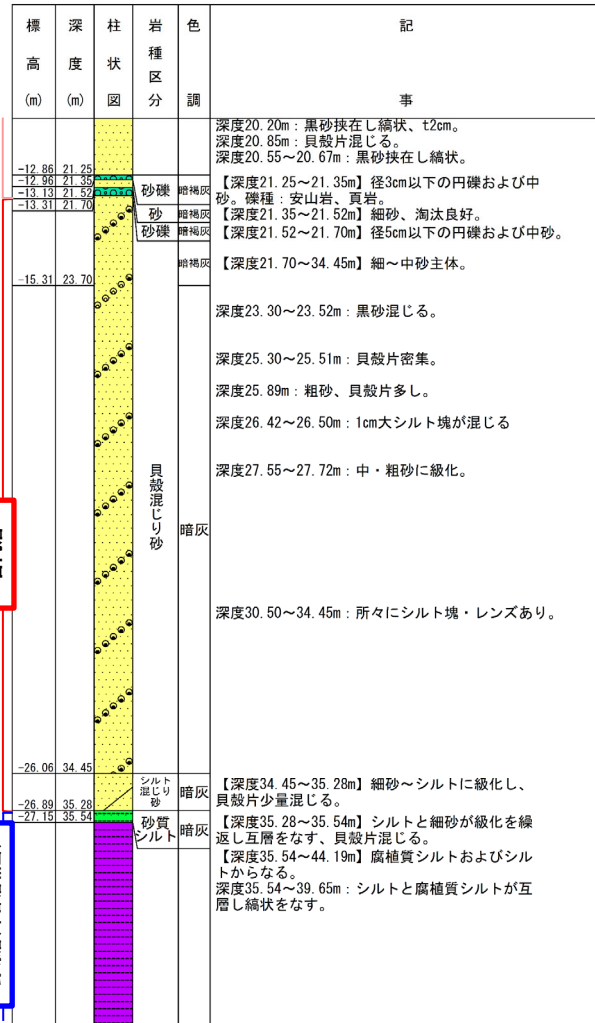 標高(m) 深度(m) 柱状図 岩種区分 色調 記事
深度20.20m：黒砂挟在し縞状、t2cm。
深度20.85m：貝殻片混じる。
深度20.55～20.67m：黒砂挟在し縞状。
-12.86 21.25
-12.96 21.35
-13.13 21.52
-13.31 21.70
砂礫 暗褐灰 【深度21.25～21.35m】径3cm以下の円礫および中
砂。礫種：安山岩、頁岩。
砂 暗褐灰 【深度21.35～21.52m】細砂、淘汰良好。
砂礫 暗褐灰 【深度21.52～21.70m】径5cm以下の円礫および中砂。
暗褐灰 【深度21.70～34.45m】細～中砂主体。
-15.31 23.70
深度23.30～23.52m：黒砂混じる。
深度25.30～25.51m：貝殻片密集。
深度25.89m：粗砂、貝殻片多し。
深度26.42～26.50m：1cm大シルト塊が混じる
深度27.55～27.72m：中・粗砂に級化。
貝殻混じり砂 暗灰
深度30.50～34.45m：所々にシルト塊・レンズあり。
-26.06 34.45
シルト
混じり
砂
暗灰
【深度34.45～35.28m】細砂～シルトに級化し、
貝殻片少量混じる。
-26.89 35.28
-27.15 35.54
砂質
シルト
暗灰
【深度35.28～35.54m】シルトと細砂が級化を繰
返し互層をなす、貝殻片混じる。
【深度35.54～44.19m】腐植質シルトおよびシル
トからなる。
深度35.54～39.65m：シルトと腐植質シルトが互
層し縞状をなす。